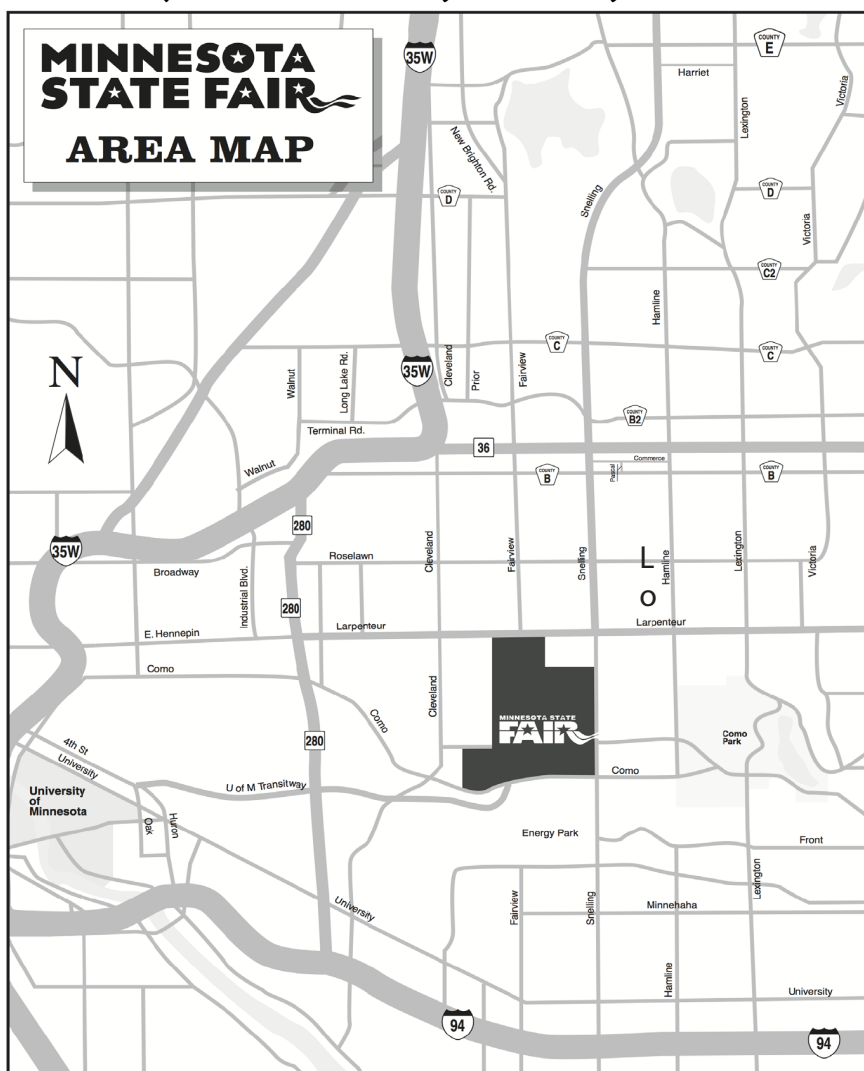 MINNESOTA
STATE FAIR
AREA MAP
35W
COUNTY
E
Harriet
Lexington
Victoria
New Brighton Rd.
COUNTY
D
Snelling
COUNTY
D
Victoria
COUNTY
C2
Hamline
N
COUNTY
C
COUNTY
C
35W
Walnut
Long Lake Rd.
Cleveland
Prior
Fairview
COUNTY
B2
Terminal Rd.
36
Commerce
Walnut
COUNTY
B
Pascal
COUNTY
B
280
35W
Roselawn
Cleveland
Fairview
Snelling
L
Hamline
Lexington
Victoria
Broadway
Industrial Blvd.
280
o
E. Hennepin
Larpenteur
Larpenteur
Como
Cleveland
Como
MINNESOTA STATE
FAIR
Como
Park
280
4th St
University
U of M Transitway
Como
University
of
Minnesota
Oak
Huron
Energy Park
Front
University
Fairview
Snelling
Minnehaha
Lexington
Hamline
University
94
94